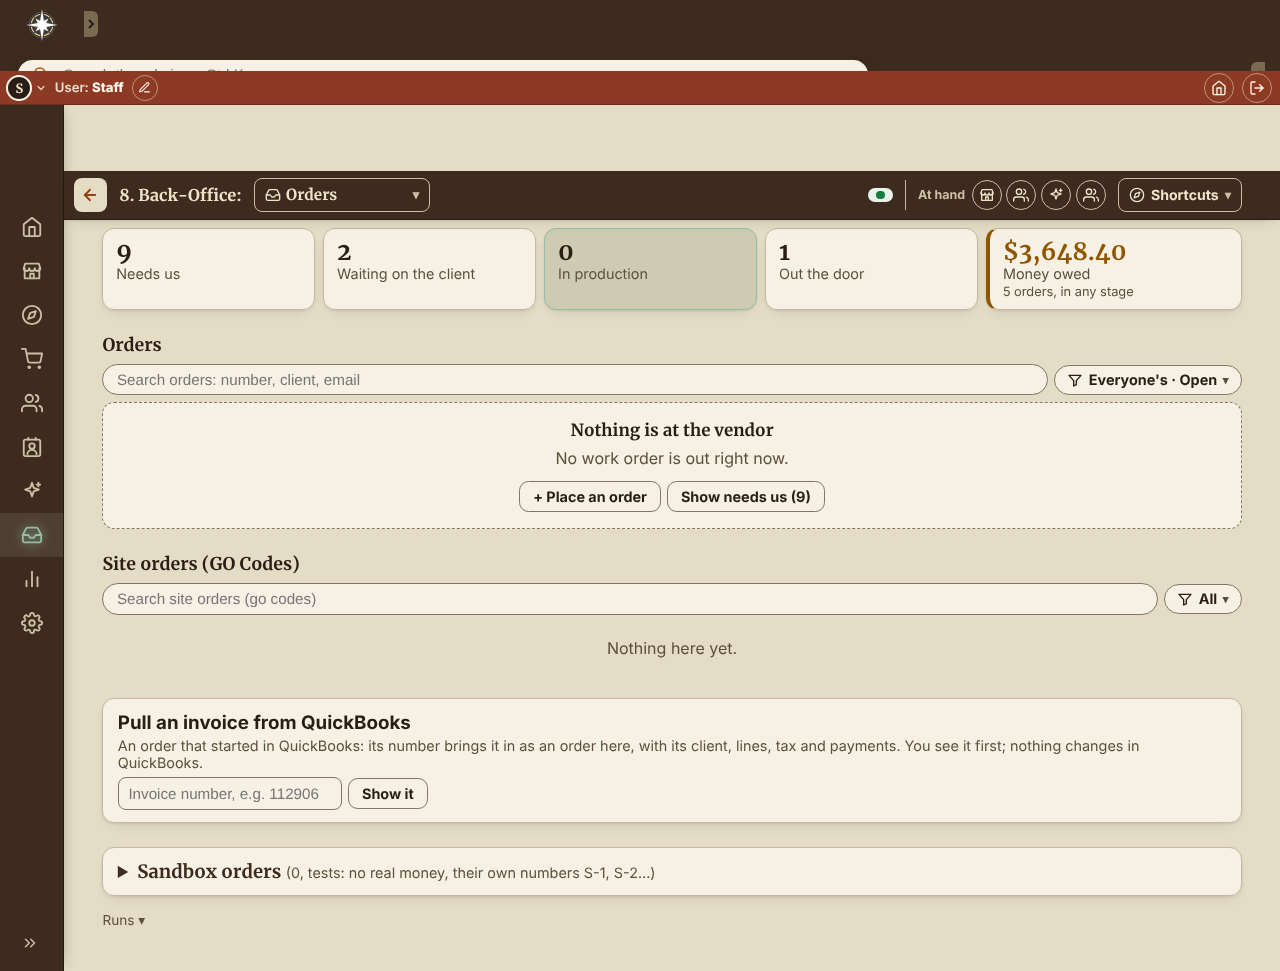 S
User: Staff
8. Back-Office:
Orders
At hand
Shortcuts
9
Needs us
2
Waiting on the client
0
In production
1
Out the door
$3,648.40
Money owed
5 orders, in any stage
Orders
Search orders: number, client, email
Everyone's · Open
Nothing is at the vendor
No work order is out right now.
+ Place an order
Show needs us (9)
Site orders (GO Codes)
Search site orders (go codes)
All
Nothing here yet.
Pull an invoice from QuickBooks
An order that started in QuickBooks: its number brings it in as an order here, with its client, lines, tax and payments. You see it first; nothing changes in
QuickBooks.
Invoice number, e.g. 112906
Show it
Sandbox orders (0, tests: no real money, their own numbers S-1, S-2...)
Runs